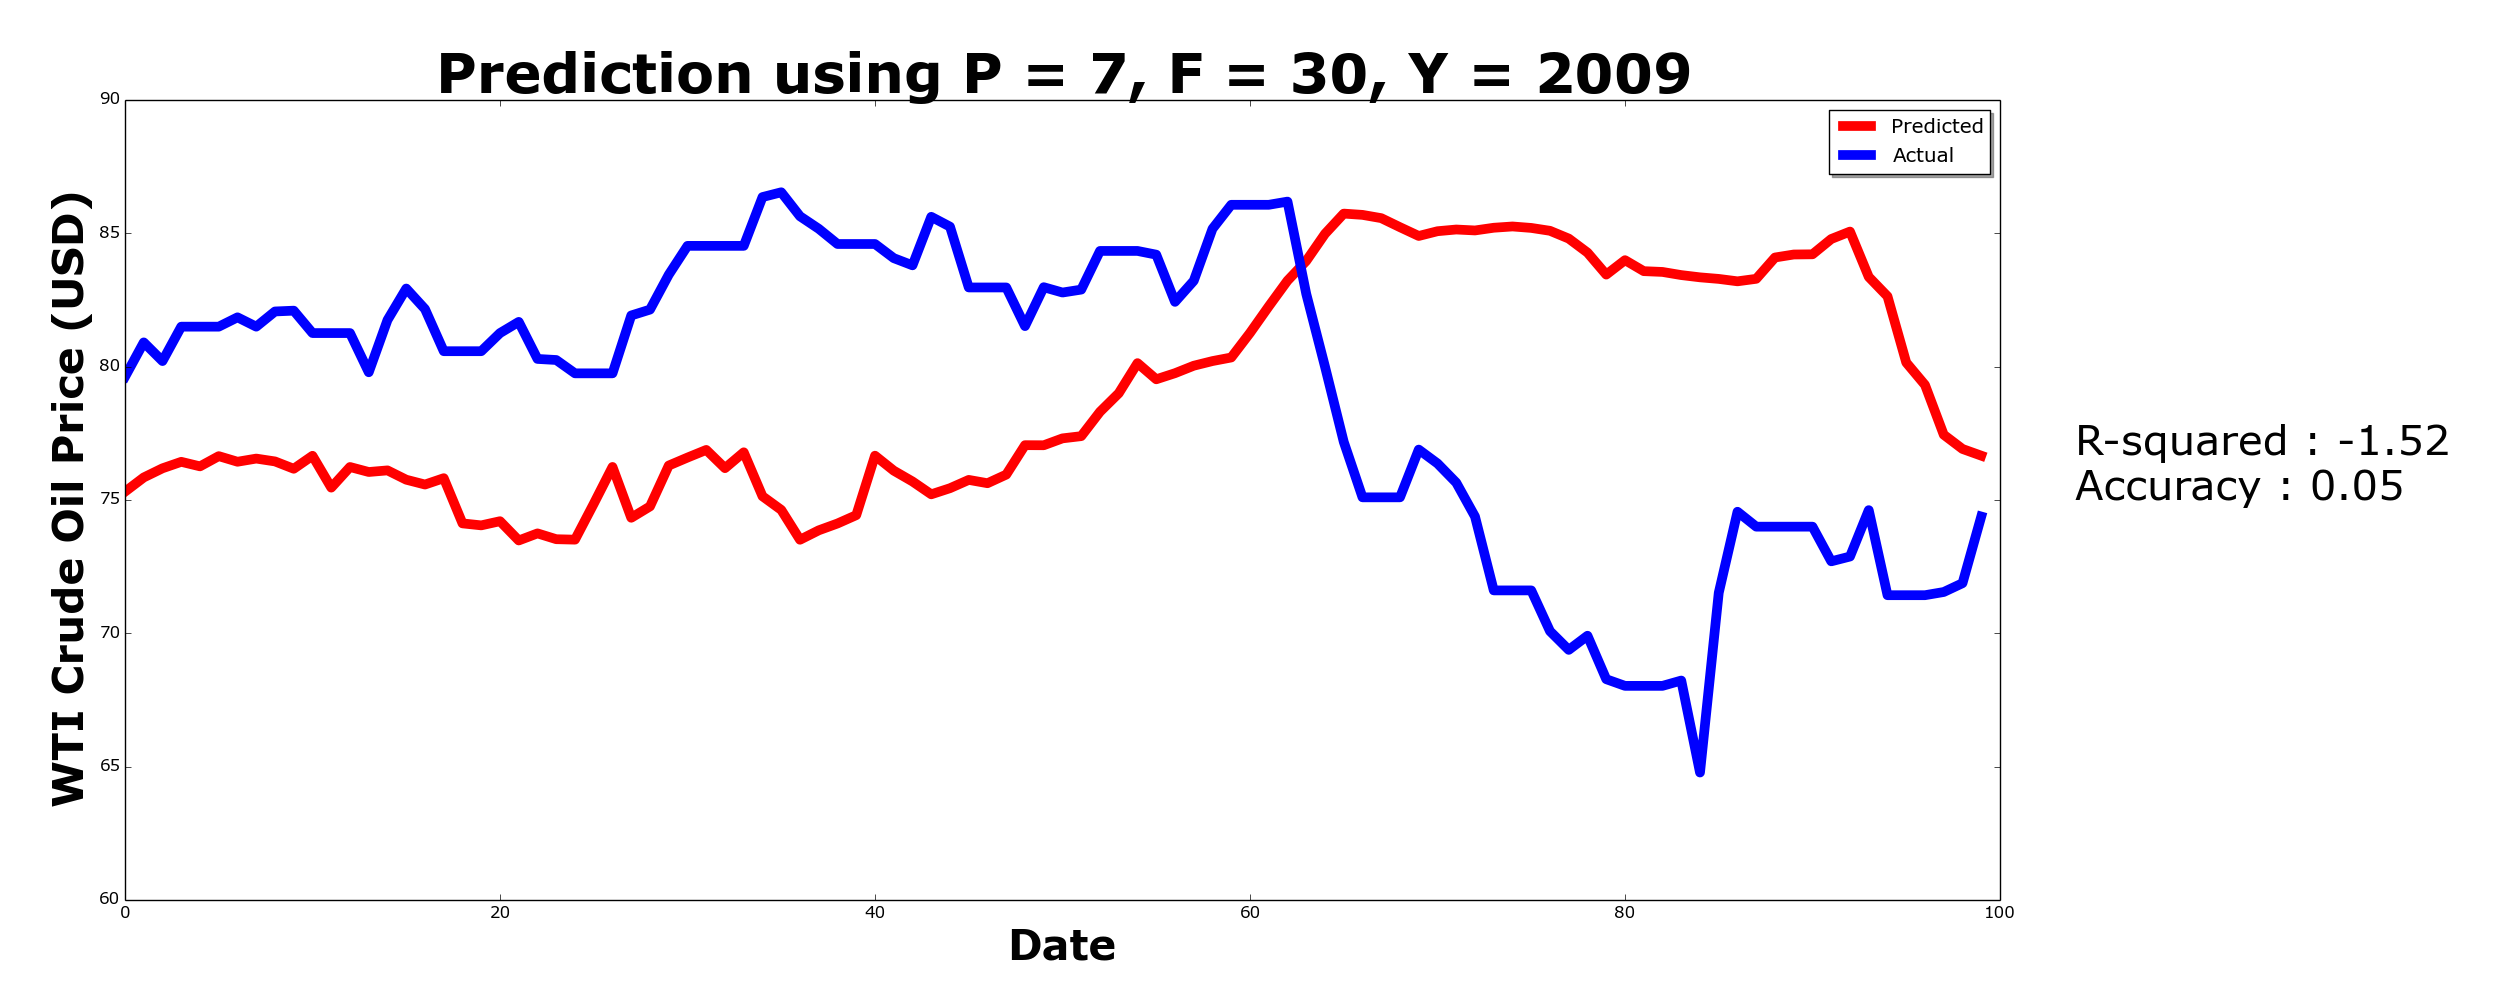 Prediction using P = 7, F = 30, Y = 2009
90
85
80
75
70
65
60
WTI Crude Oil Price (USD)
Predicted
Actual
R-squared : -1.52
Accuracy : 0.05
0 20 40 60 80 100
Date